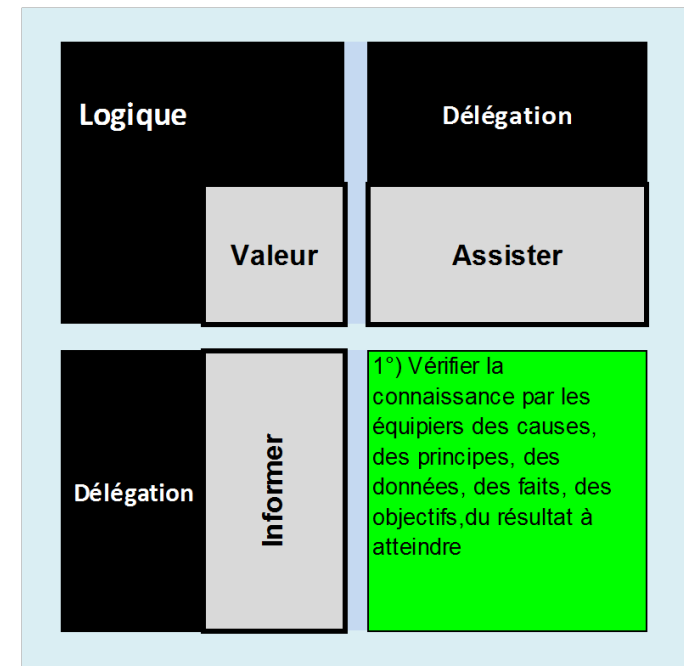 Logique
Délégation
Valeur
Assister
Délégation
Informer
1°) Vérifier la
connaissance par les
équipiers des causes,
des principes, des
données, des faits, des
objectifs,du résultat à
atteindre